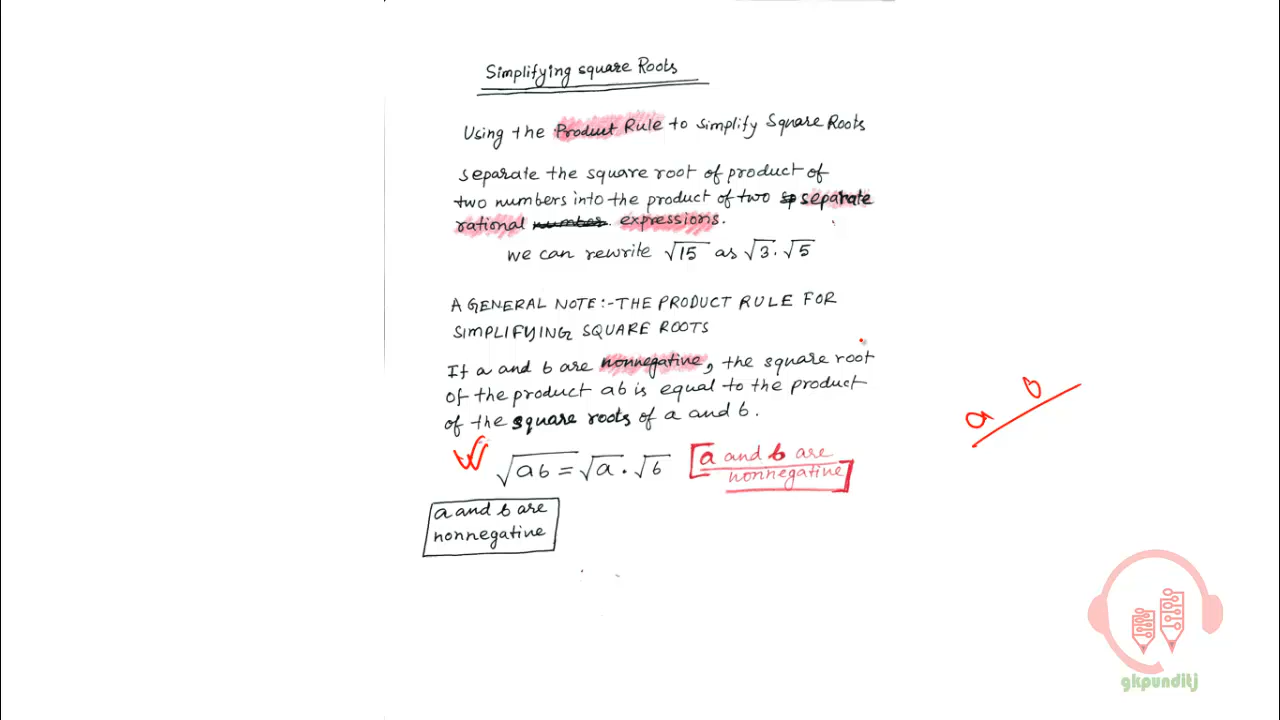 Simplifying square Roots
Using the Product Rule to simplify Square Roots
separate the square root of product of
two numbers into the product of two separate
rational expressions.
we can rewrite √15 as √3 . √5
A GENERAL NOTE:- THE PRODUCT RULE FOR
SIMPLIFYING SQUARE ROOTS
If a and b are nonnegative, the square root
of the product ab is equal to the product
of the square roots of a and b.
√ab = √a . √b [a and b are
nonnegative]
a and b are
nonnegative
a b
gkpunditj